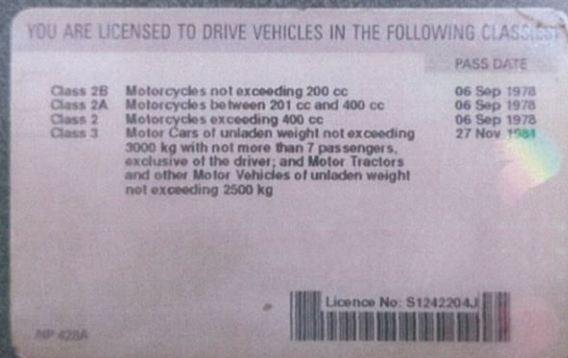 YOU ARE LICENSED TO DRIVE VEHICLES IN THE FOLLOWING CLASS(ES)
PASS DATE
Class 2B Motorcycles not exceeding 200 cc 06 Sep 1978
Class 2A Motorcycles between 201 cc and 400 cc 06 Sep 1978
Class 2 Motorcycles exceeding 400 cc 06 Sep 1978
Class 3 Motor Cars of unladen weight not exceeding 27 Nov 1981
3000 kg with not more than 7 passengers,
exclusive of the driver; and Motor Tractors
and other Motor Vehicles of unladen weight
not exceeding 2500 kg
Licence No: S1242204J
NP 428A